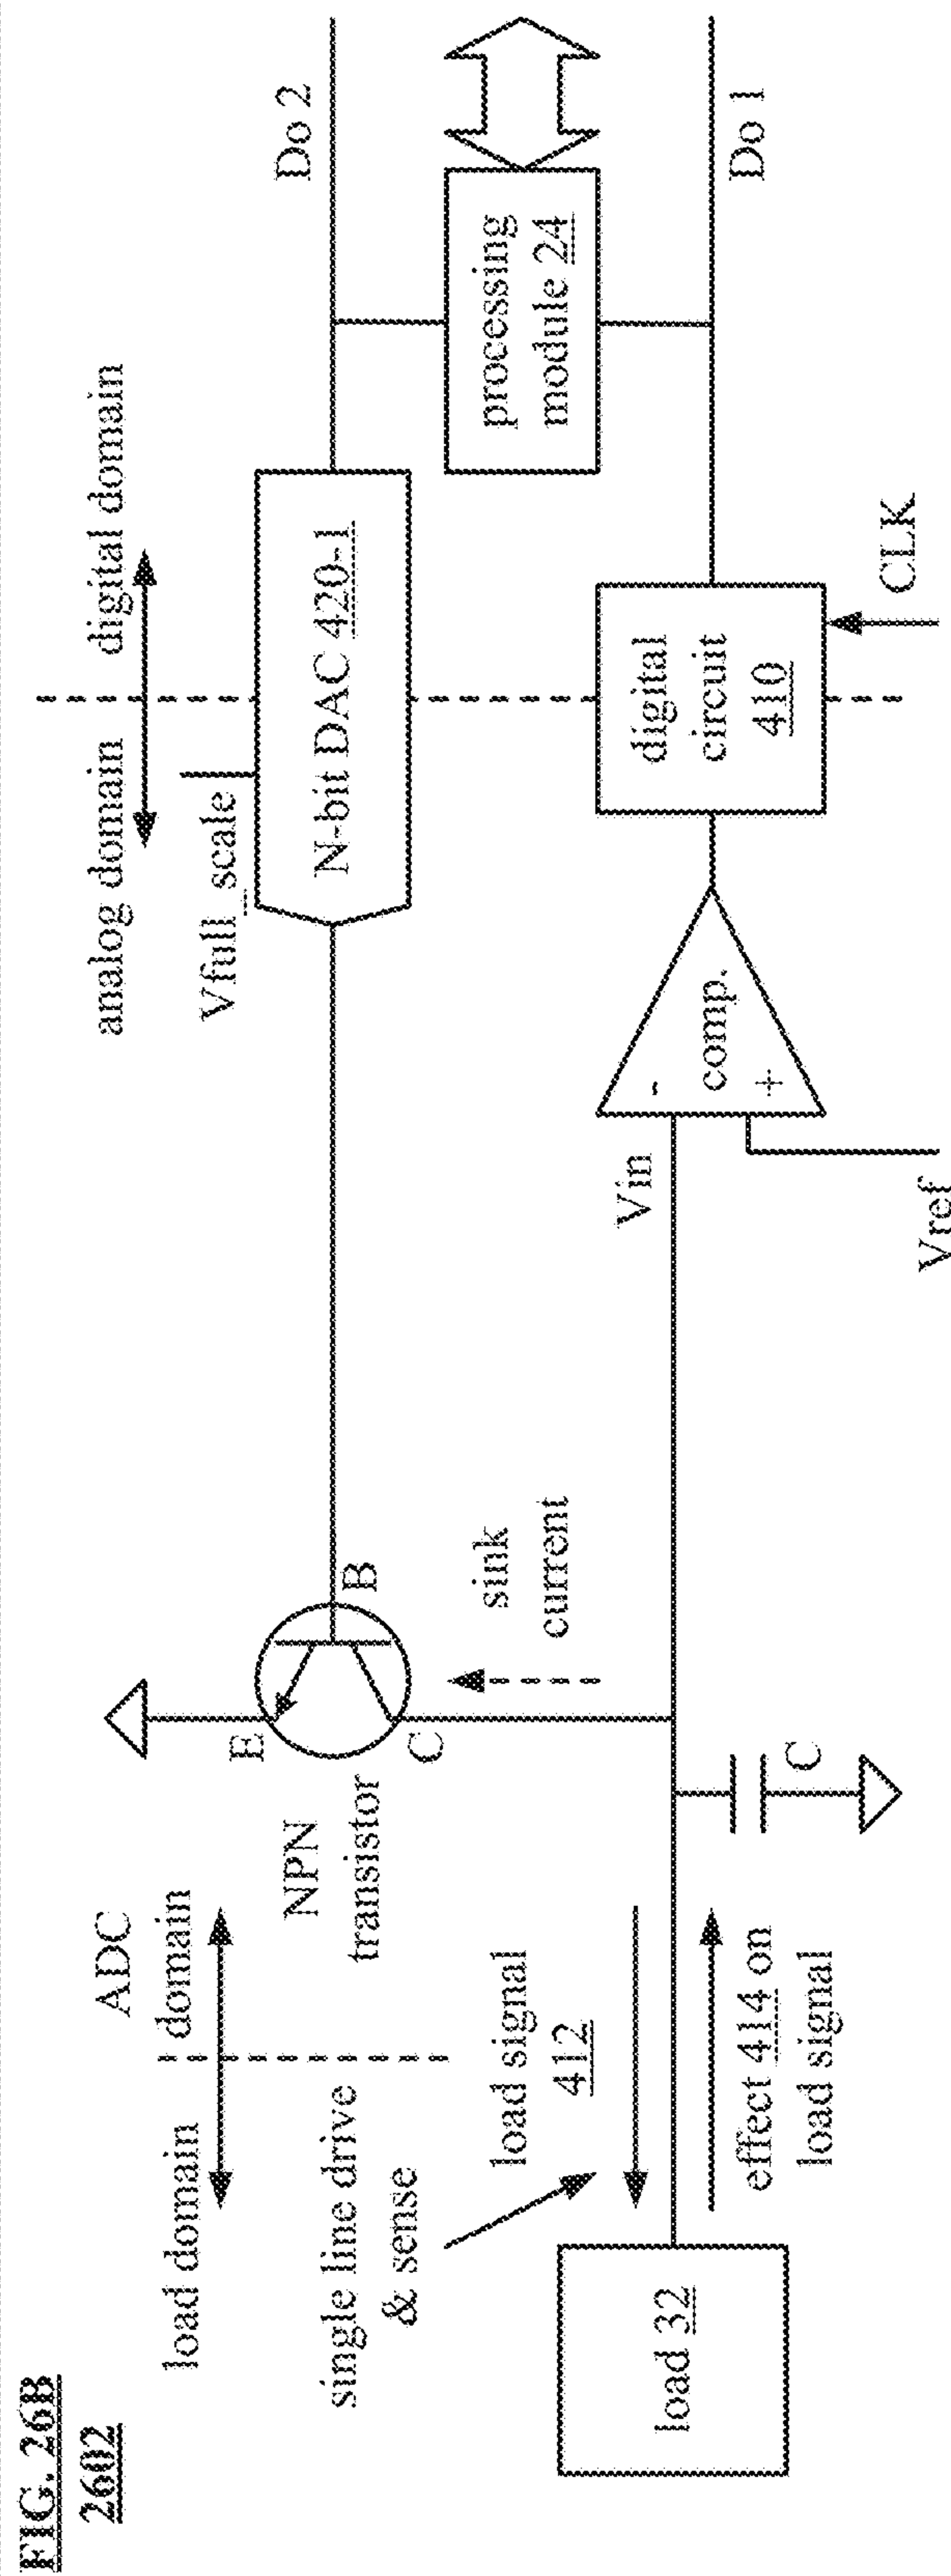 FIG. 26B
2602
load domain
ADC
domain
analog domain
digital domain
single line drive
& sense
NPN
transistor
E
B
C
Vfull_scale
N-bit DAC 420-1
Do 2
sink
current
load signal
412
processing
module 24
load 32
effect 414 on
load signal
C
Vin
-
comp.
+
Vref
digital
circuit
410
CLK
Do 1